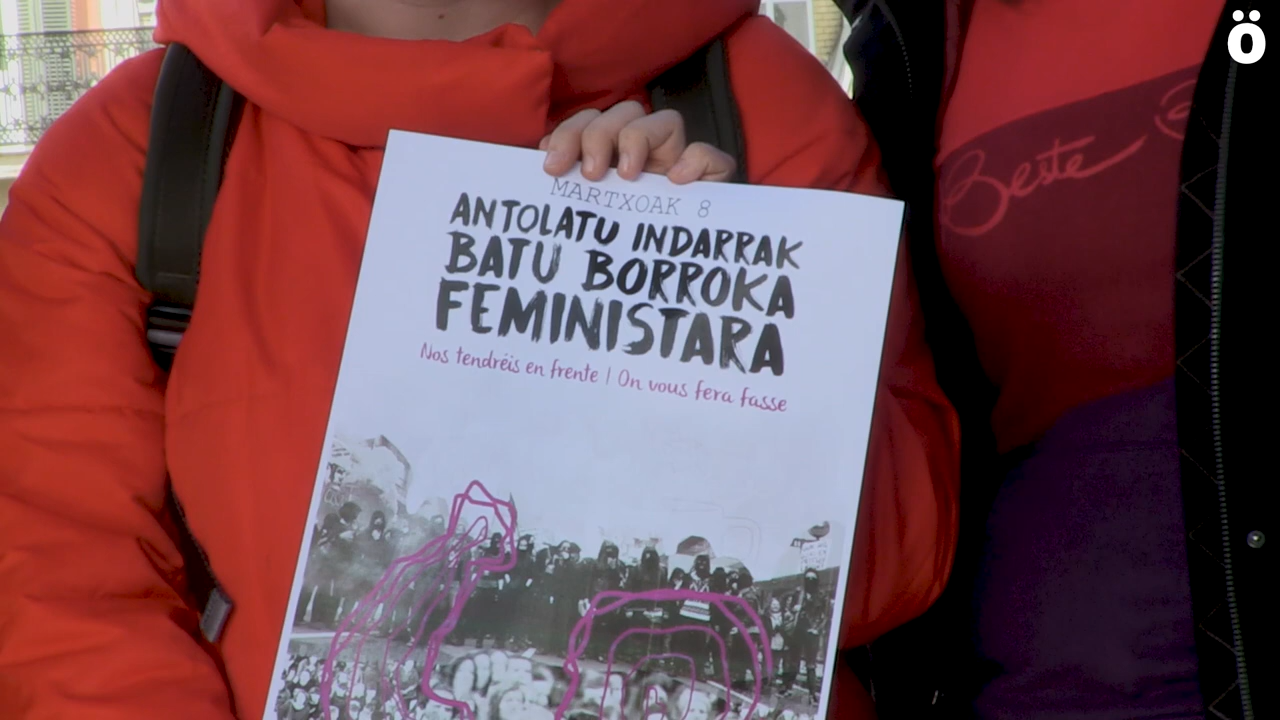 MARTXOAK 8
ANTOLATU INDARRAK
BATU BORROKA
FEMINISTARA
Nos tendréis en frente | On vous fera fasse
Beste
ö